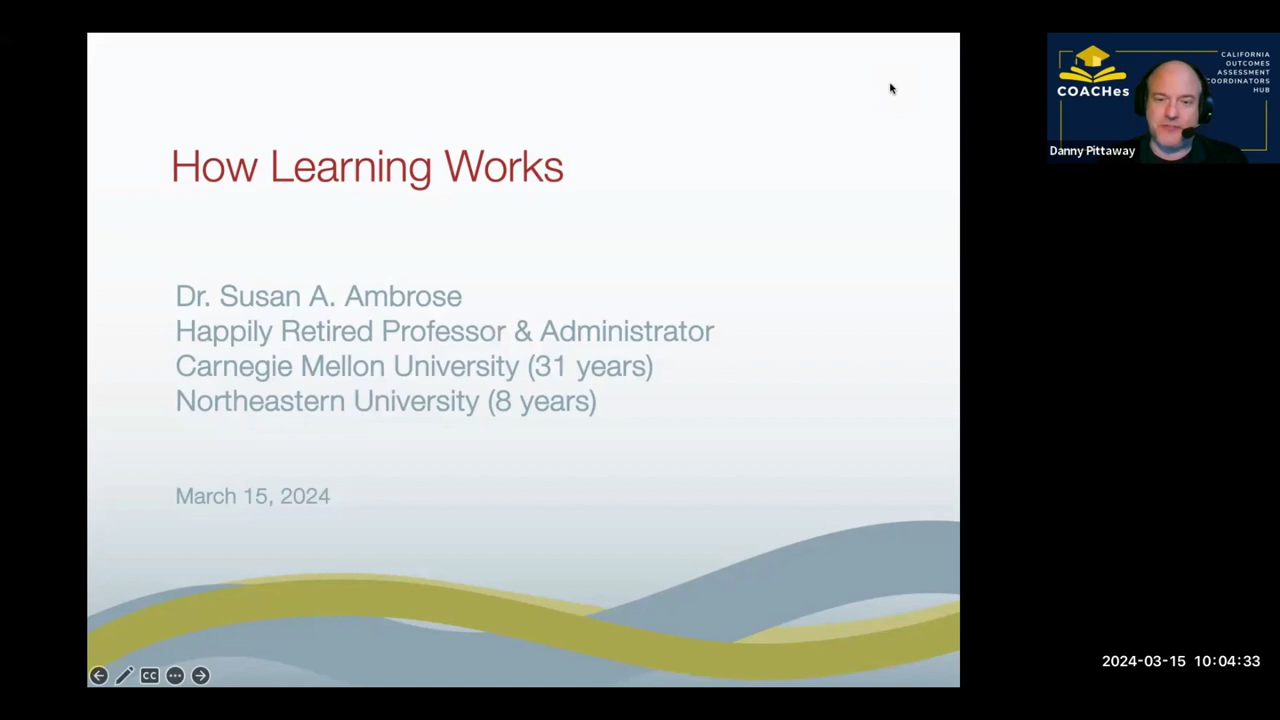 How Learning Works
Dr. Susan A. Ambrose
Happily Retired Professor & Administrator
Carnegie Mellon University (31 years)
Northeastern University (8 years)
March 15, 2024
CC
COACHes
CALIFORNIA
OUTCOMES
ASSESSMENT
COORDINATORS
HUB
Danny Pittaway
2024-03-15 10:04:33